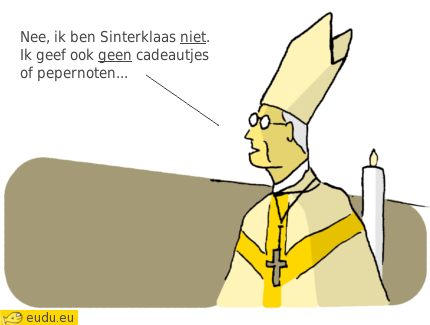 Nee, ik ben Sinterklaas niet.
Ik geef ook geen cadeautjes
of pepernoten...
eudu.eu